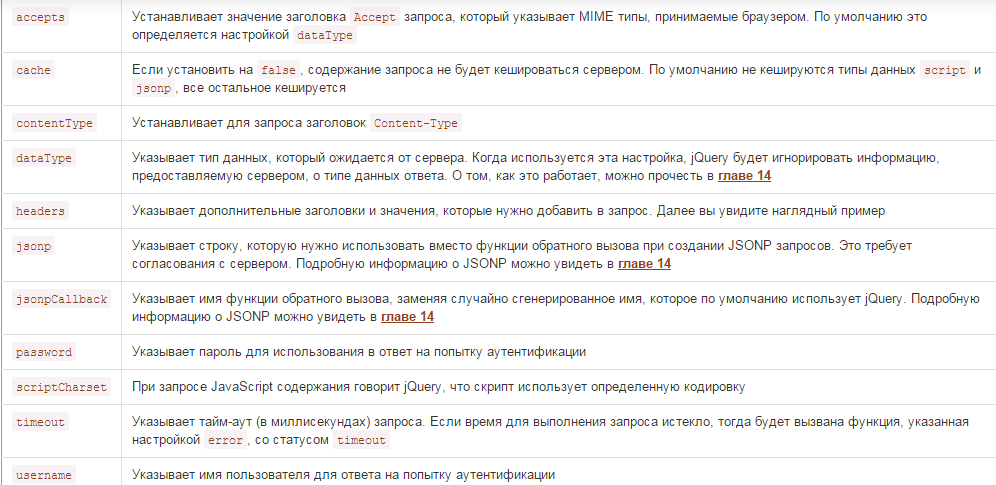 accepts Устанавливает значение заголовка Accept запроса, который указывает MIME типы, принимаемые браузером. По умолчанию это
определяется настройкой dataType
cache Если установить на false, содержание запроса не будет кешироваться сервером. По умолчанию не кешируются типы данных script и
jsonp, все остальное кешируется
contentType Устанавливает для запроса заголовок Content-Type
dataType Указывает тип данных, который ожидается от сервера. Когда используется эта настройка, jQuery будет игнорировать информацию,
предоставляемую сервером, о типе данных ответа. О том, как это работает, можно прочесть в главе 14
headers Указывает дополнительные заголовки и значения, которые нужно добавить в запрос. Далее вы увидите наглядный пример
jsonp Указывает строку, которую нужно использовать вместо функции обратного вызова при создании JSONP запросов. Это требует
согласования с сервером. Подробную информацию о JSONP можно увидеть в главе 14
jsonpCallback Указывает имя функции обратного вызова, заменяя случайно сгенерированное имя, которое по умолчанию использует jQuery. Подробную
информацию о JSONP можно увидеть в главе 14
password Указывает пароль для использования в ответ на попытку аутентификации
scriptCharset При запросе JavaScript содержания говорит jQuery, что скрипт использует определенную кодировку
timeout Указывает тайм-аут (в миллисекундах) запроса. Если время для выполнения запроса истекло, тогда будет вызвана функция, указанная
настройкой error, со статусом timeout
username Указывает имя пользователя для ответа на попытку аутентификации